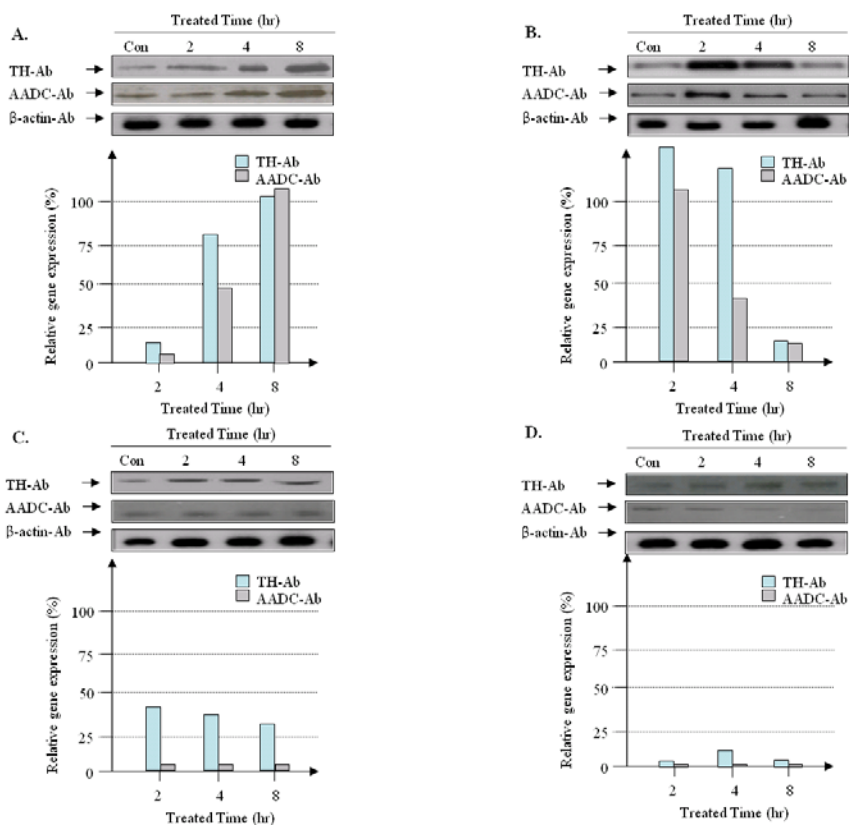 A.
Treated Time (hr)
Con 2 4 8
TH-Ab
AADC-Ab
β-actin-Ab
TH-Ab
AADC-Ab
Relative gene expression (%)
100
75
50
25
0
2 4 8
Treated Time (hr)
B.
Treated Time (hr)
Con 2 4 8
TH-Ab
AADC-Ab
β-actin-Ab
TH-Ab
AADC-Ab
Relative gene expression (%)
100
75
50
25
0
2 4 8
Treated Time (hr)
C.
Treated Time (hr)
Con 2 4 8
TH-Ab
AADC-Ab
β-actin-Ab
TH-Ab
AADC-Ab
Relative gene expression (%)
100
75
50
25
0
2 4 8
Treated Time (hr)
D.
Treated Time (hr)
Con 2 4 8
TH-Ab
AADC-Ab
β-actin-Ab
TH-Ab
AADC-Ab
Relative gene expression (%)
100
75
50
25
0
2 4 8
Treated Time (hr)